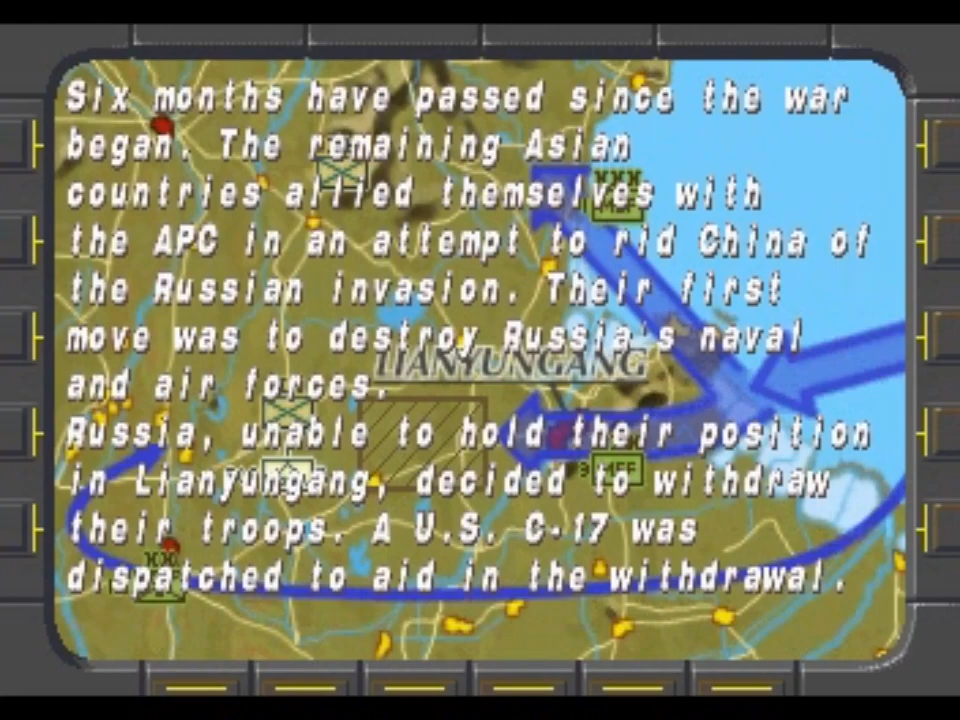 Six months have passed since the war
began. The remaining Asian
countries allied themselves with
the APC in an attempt to rid China of
the Russian invasion. Their first
move was to destroy Russia's naval
LIANYUNGANG
and air forces.
Russia, unable to hold their position
in Lianyungang, decided to withdraw
their troops. A U.S. C-17 was
dispatched to aid in the withdrawal.